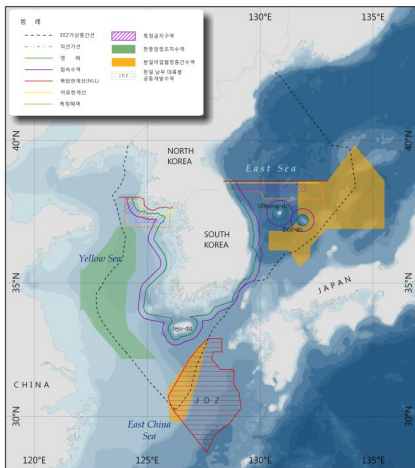 130°E 135°E
범 례
EEZ가상중간선
직선기선
영 해
접속수역
북방한계선(NLL)
어로한계선
특정해역
특정금지구역
한중잠정조치수역
한일어업협정중간수역
JDZ 한일 남부 대륙붕
공동개발수역
40°N 40°N
NORTH
KOREA
East Sea
Ulleung-do
Dok-do
SOUTH
KOREA
Yellow Sea
35°N 35°N
JAPAN
Jeju-do
CHINA
JDZ
30°N 30°N
East China
Sea
120°E 125°E 130°E 135°E